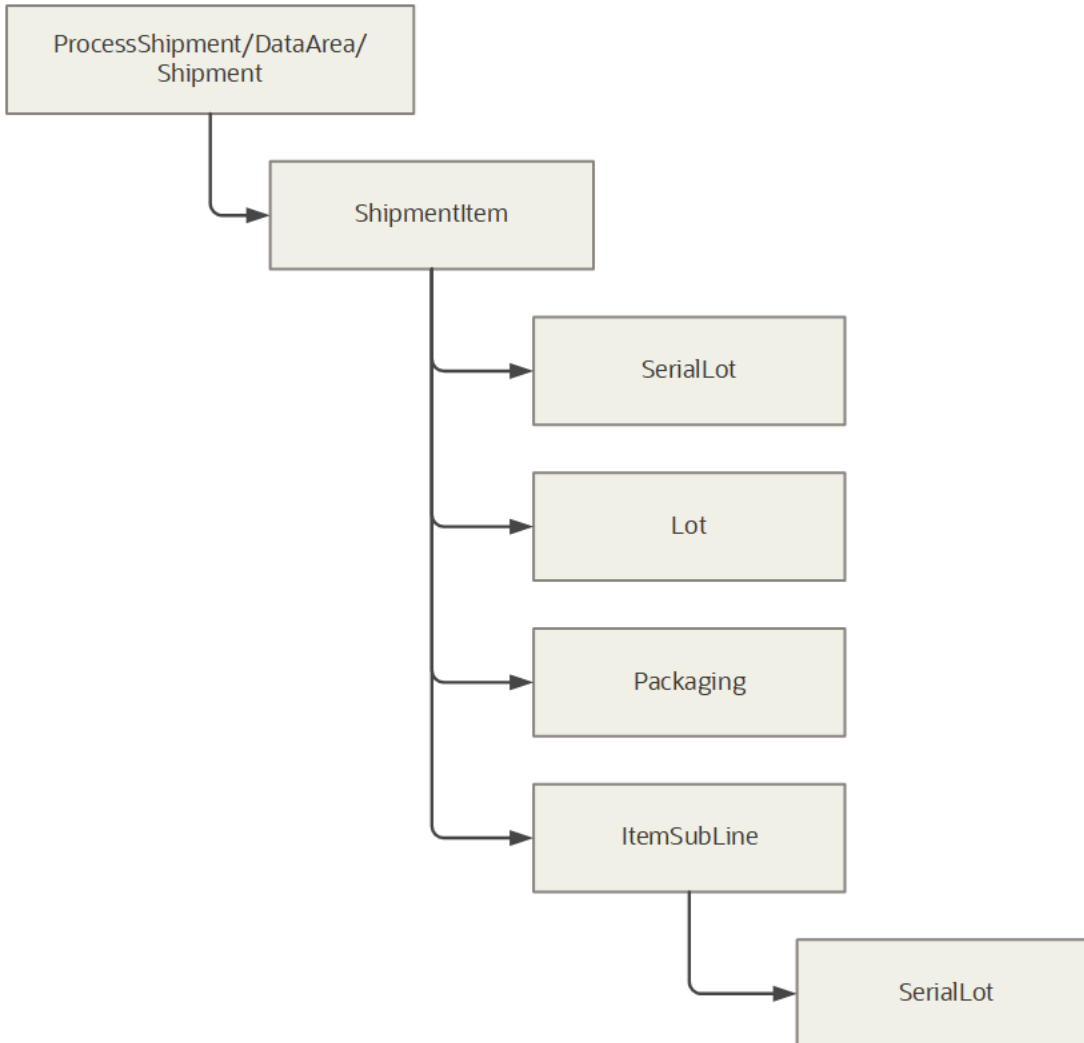 ProcessShipment/DataArea/
Shipment
ShipmentItem
SerialLot
Lot
Packaging
ItemSubLine
SerialLot